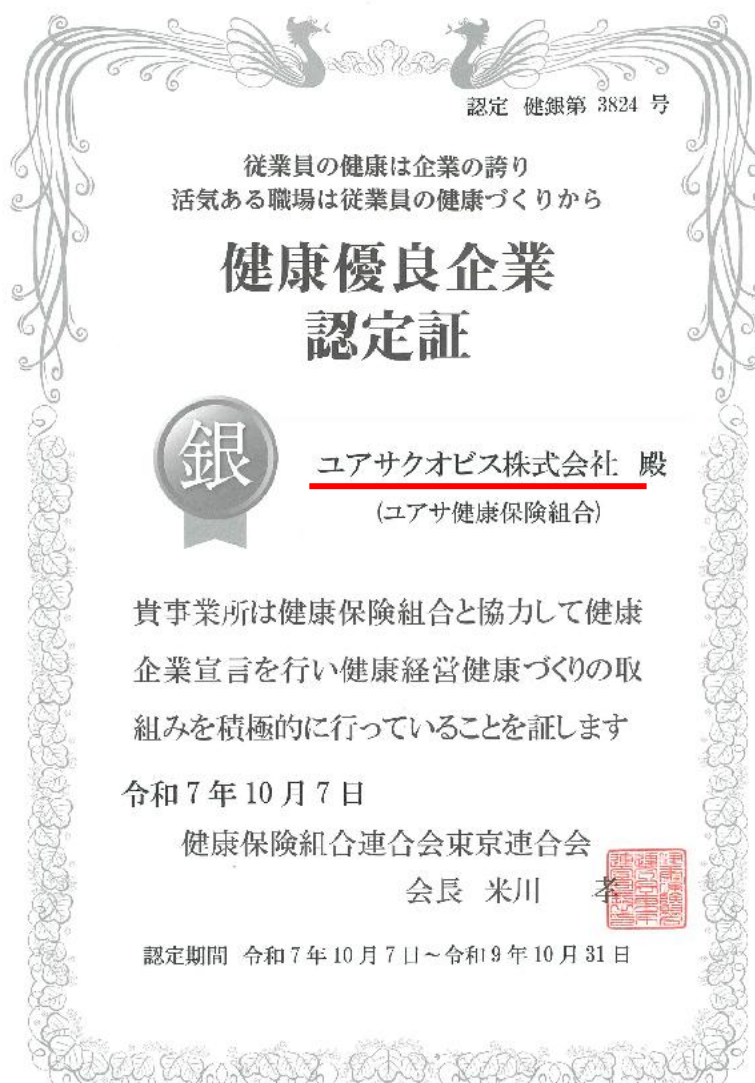 認定 健銀第 3824 号
従業員の健康は企業の誇り
活気ある職場は従業員の健康づくりから
健康優良企業
認定証
銀
ユアサクオビス株式会社 殿
(ユアサ健康保険組合)
貴事業所は健康保険組合と協力して健康
企業宣言を行い健康経営健康づくりの取
組みを積極的に行っていることを証します
令和7年10月7日
健康保険組合連合会東京連合会
会長 米川 孝
認定期間 令和7年10月7日~令和9年10月31日